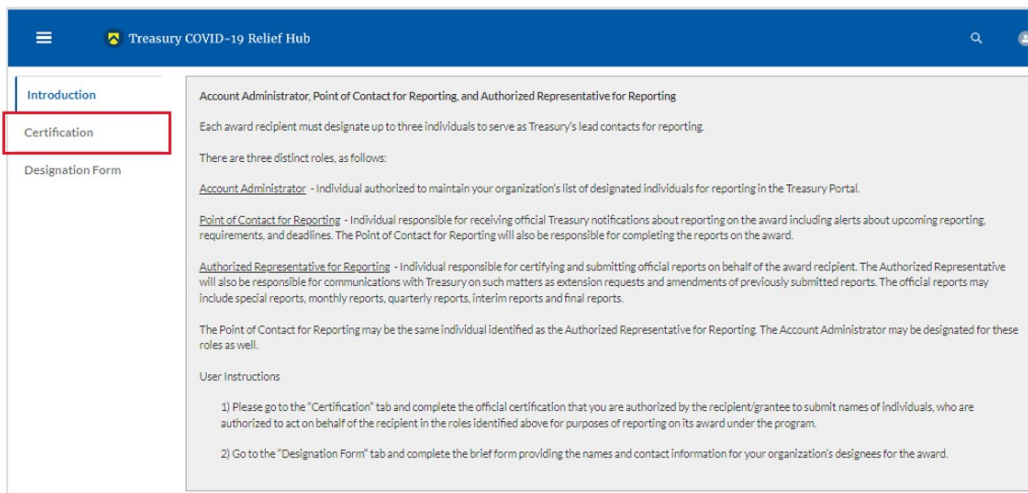 Treasury COVID-19 Relief Hub
Introduction
Certification
Designation Form
Account Administrator, Point of Contact for Reporting, and Authorized Representative for Reporting
Each award recipient must designate up to three individuals to serve as Treasury's lead contacts for reporting.
There are three distinct roles, as follows:
Account Administrator - Individual authorized to maintain your organization's list of designated individuals for reporting in the Treasury Portal.
Point of Contact for Reporting - Individual responsible for receiving official Treasury notifications about reporting on the award including alerts about upcoming reporting,
requirements, and deadlines. The Point of Contact for Reporting will also be responsible for completing the reports on the award.
Authorized Representative for Reporting - Individual responsible for certifying and submitting official reports on behalf of the award recipient. The Authorized Representative
will also be responsible for communications with Treasury on such matters as extension requests and amendments of previously submitted reports. The official reports may
include special reports, monthly reports, quarterly reports, interim reports and final reports.
The Point of Contact for Reporting may be the same individual identified as the Authorized Representative for Reporting. The Account Administrator may be designated for these
roles as well.
User Instructions
1) Please go to the "Certification" tab and complete the official certification that you are authorized by the recipient/grantee to submit names of individuals, who are
authorized to act on behalf of the recipient in the roles identified above for purposes of reporting on its award under the program.
2) Go to the "Designation Form" tab and complete the brief form providing the names and contact information for your organization's designees for the award.